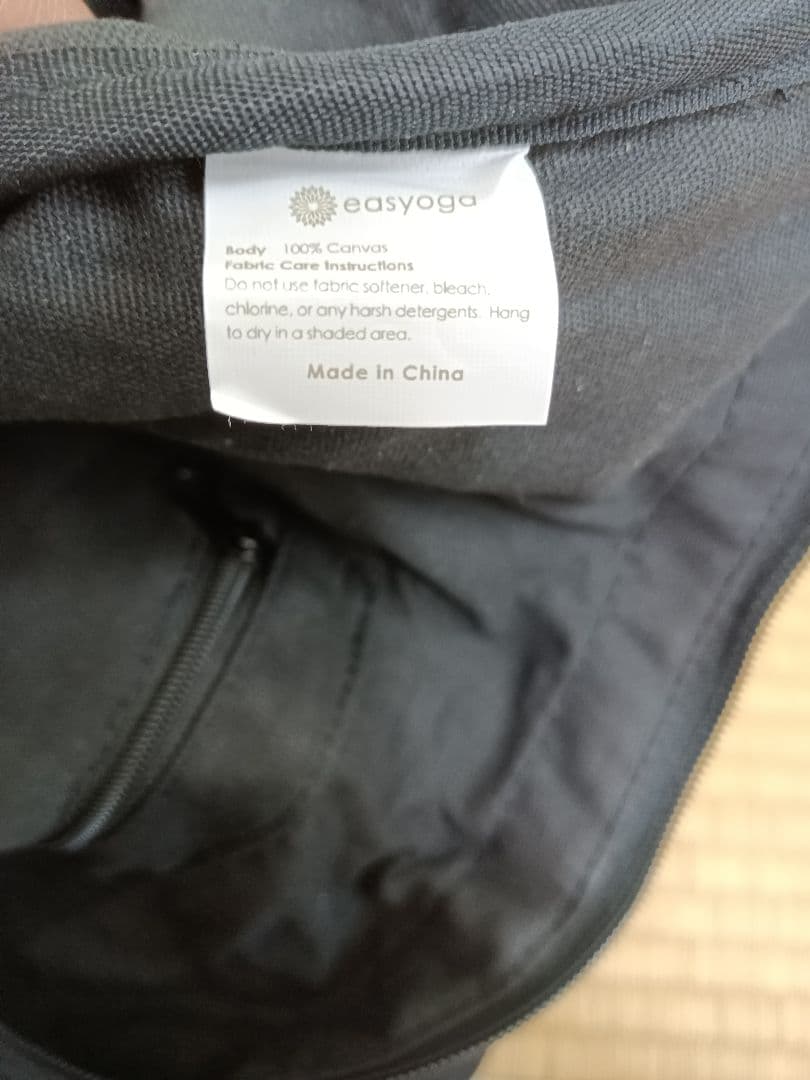 easyoga
Body 100% Canvas
Fabric Care Instructions
Do not use fabric softener, bleach,
chlorine, or any harsh detergents. Hang
to dry in a shaded area.
Made in China